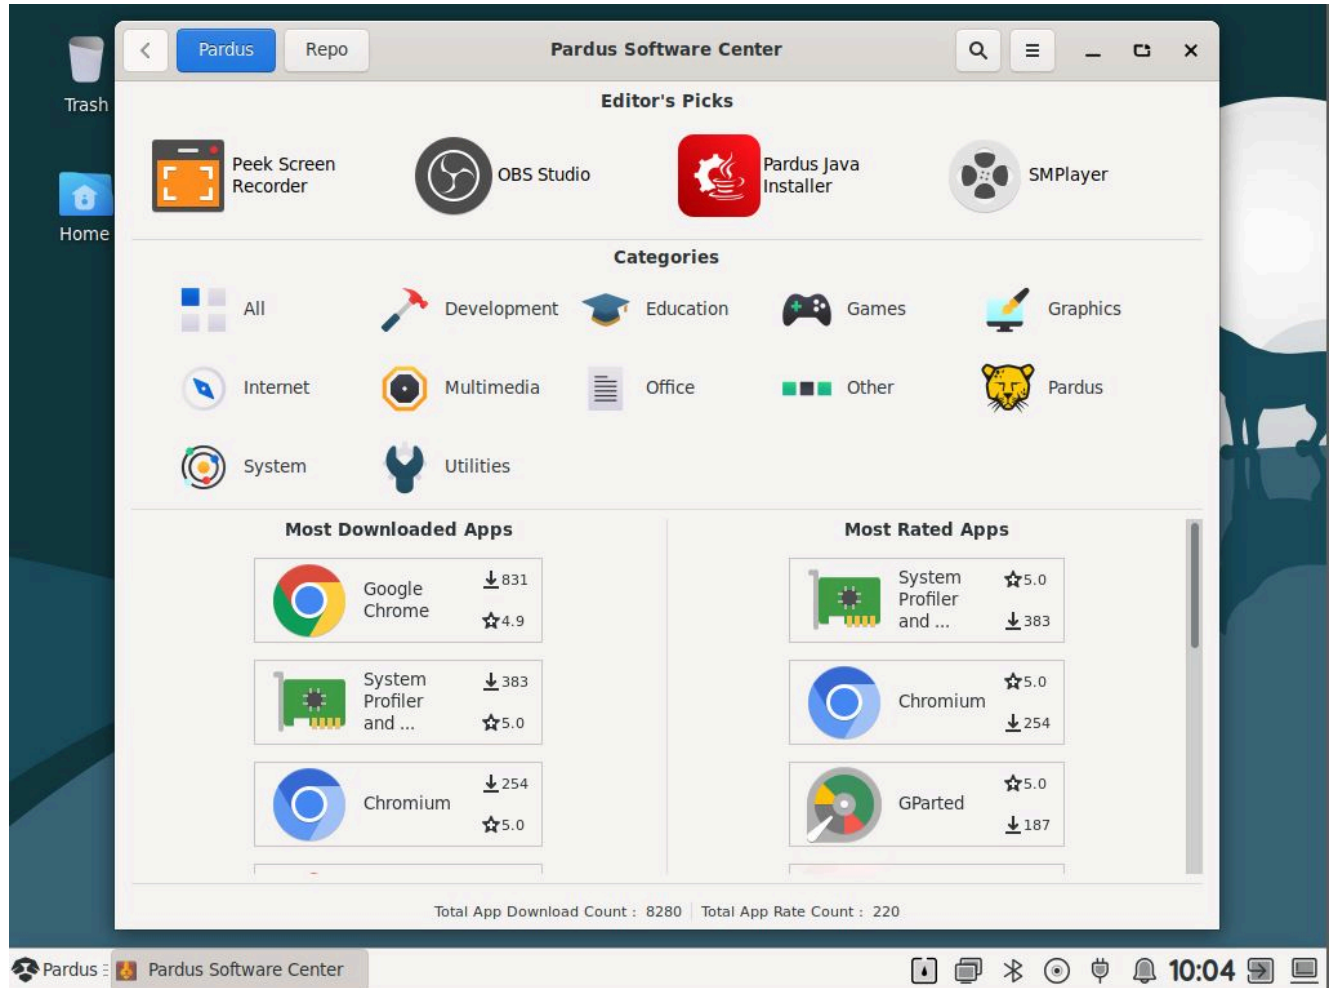 Trash
Home
Pardus
Repo
Pardus Software Center
Editor's Picks
Peek Screen
Recorder
OBS Studio
Pardus Java
Installer
SMPlayer
Categories
All
Development
Education
Games
Graphics
Internet
Multimedia
Office
Other
Pardus
System
Utilities
Most Downloaded Apps
Google
Chrome
831
4.9
System
Profiler
and ...
383
5.0
Chromium
254
5.0
Most Rated Apps
System
Profiler
and ...
5.0
383
Chromium
5.0
254
GParted
5.0
187
Total App Download Count : 8280
Total App Rate Count : 220
Pardus
Pardus Software Center
10:04